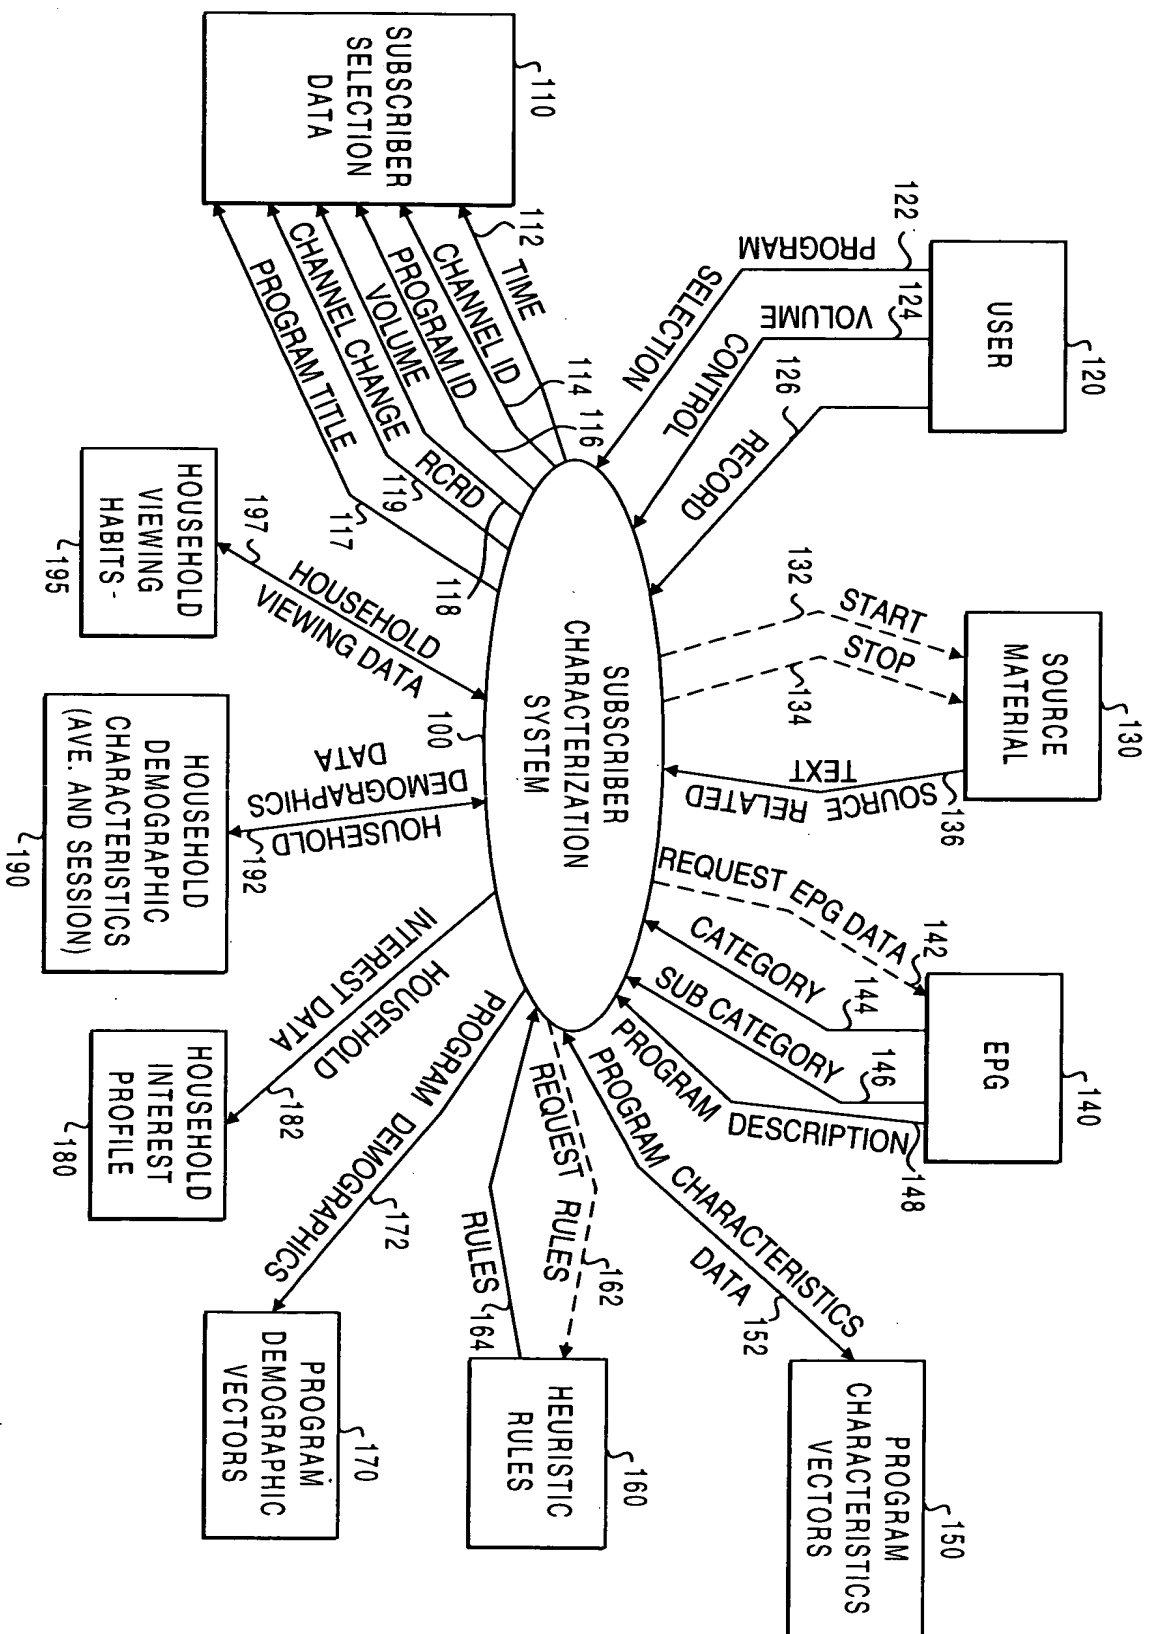 110
SUBSCRIBER
SELECTION
DATA
112
TIME
CHANNEL ID
114
PROGRAM ID
116
VOLUME
RCRD
118
CHANNEL CHANGE
119
PROGRAM TITLE
117
USER
120
122
PROGRAM
SELECTION
124
VOLUME
CONTROL
126
RECORD
SOURCE
MATERIAL
130
132
START
STOP
134
SOURCE RELATED
TEXT
136
EPG
140
REQUEST EPG DATA
142
CATEGORY
144
SUB CATEGORY
146
PROGRAM DESCRIPTION
148
PROGRAM
CHARACTERISTICS
VECTORS
150
PROGRAM CHARACTERISTICS
DATA
152
SUBSCRIBER
CHARACTERIZATION
SYSTEM
100
HEURISTIC
RULES
160
REQUEST RULES
162
RULES
164
PROGRAM
DEMOGRAPHIC
VECTORS
170
PROGRAM DEMOGRAPHICS
172
HOUSEHOLD
INTEREST
PROFILE
180
HOUSEHOLD
INTEREST DATA
182
HOUSEHOLD
DEMOGRAPHIC
CHARACTERISTICS
(AVE. AND SESSION)
190
HOUSEHOLD
DEMOGRAPHICS
DATA
192
HOUSEHOLD
VIEWING
HABITS-
195
HOUSEHOLD
VIEWING DATA
197